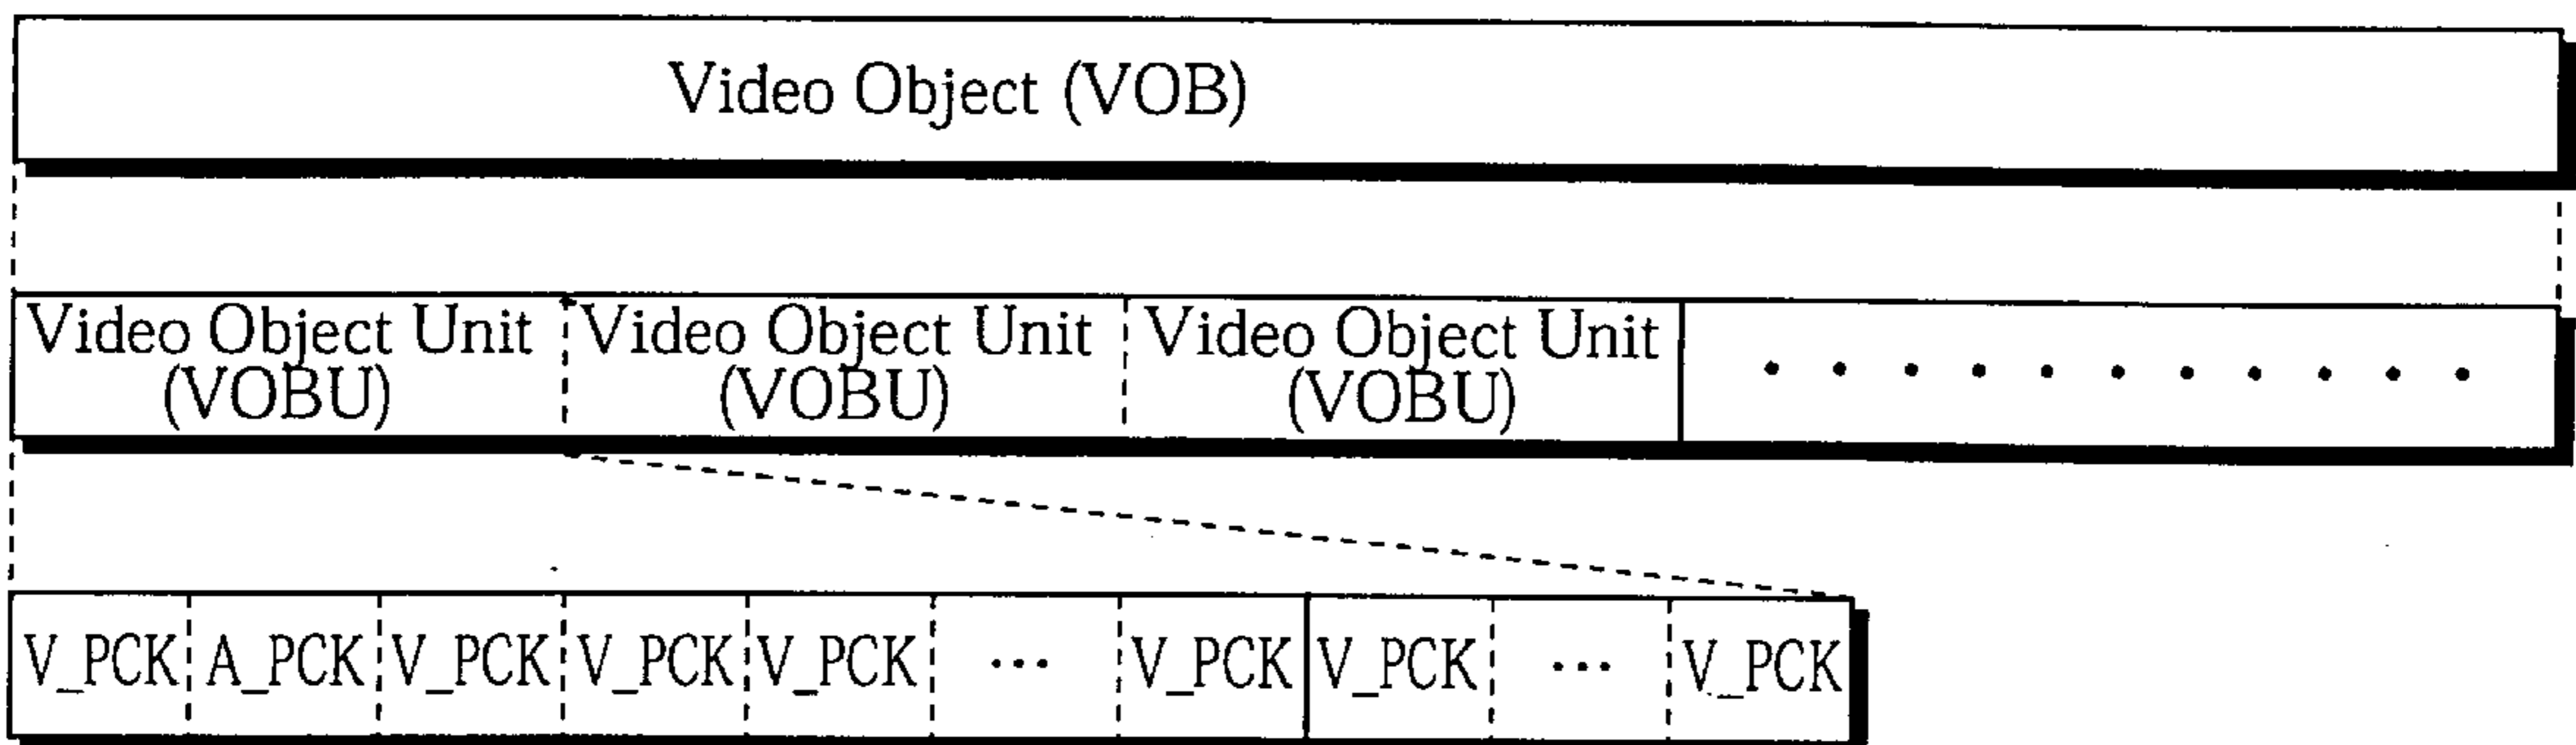 Video Object (VOB)
Video Object Unit (VOBU)
Video Object Unit (VOBU)
Video Object Unit (VOBU)
• • • • • • • • • • •
V_PCK A_PCK V_PCK V_PCK V_PCK ••• V_PCK V_PCK ••• V_PCK